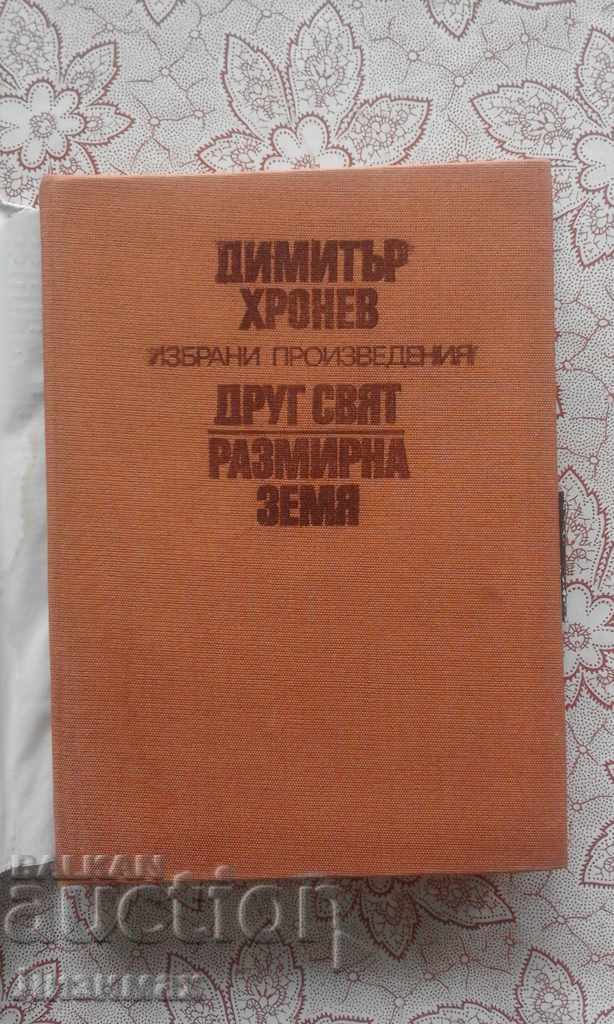 ДИМИТЪР
ХРОНЕВ
ИЗБРАНИ ПРОИЗВЕДЕНИЯ
ДРУГ СВЯТ
РАЗМИРНА
ЗЕМЯ
BALKAN
auction